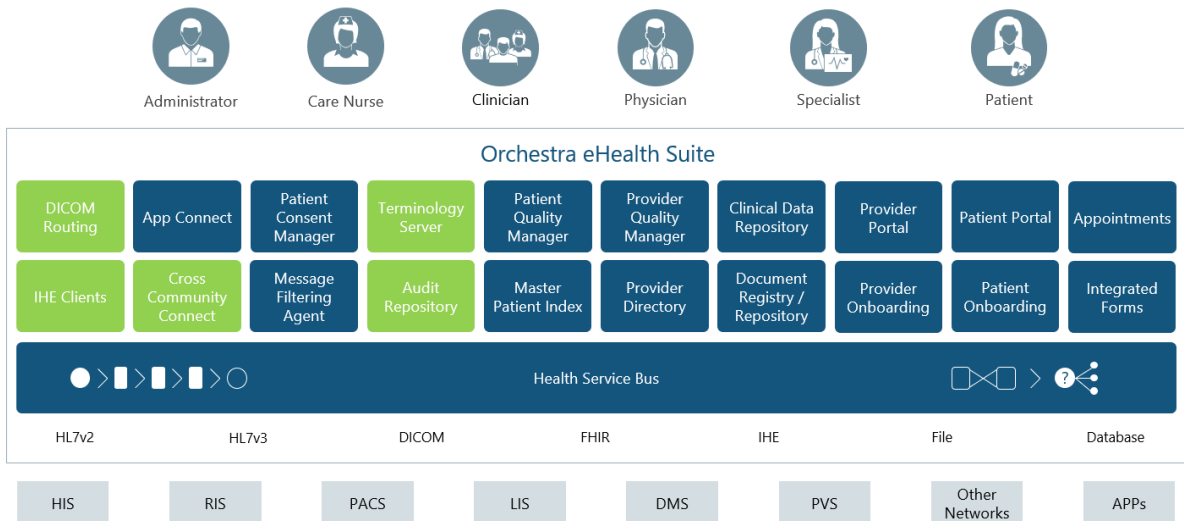 Administrator
Care Nurse
Clinician
Physician
Specialist
Patient
Orchestra eHealth Suite
DICOM
Routing
App Connect
Patient
Consent
Manager
Terminology
Server
Patient
Quality
Manager
Provider
Quality
Manager
Clinical Data
Repository
Provider
Portal
Patient Portal
Appointments
IHE Clients
Cross
Community
Connect
Message
Filtering
Agent
Audit
Repository
Master
Patient Index
Provider
Directory
Document
Registry /
Repository
Provider
Onboarding
Patient
Onboarding
Integrated
Forms
Health Service Bus
?
HL7v2
HL7v3
DICOM
FHIR
IHE
File
Database
HIS
RIS
PACS
LIS
DMS
PVS
Other
Networks
APPs